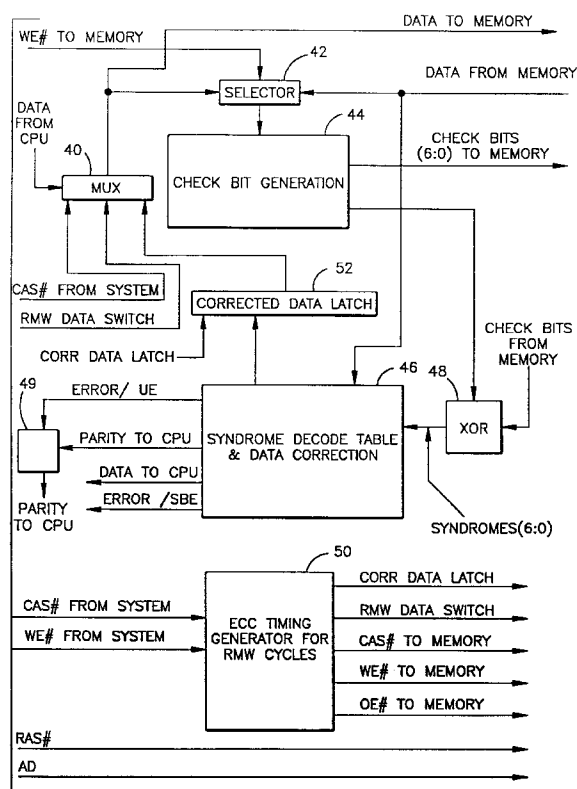 DATA TO MEMORY
WE# TO MEMORY
42
SELECTOR
DATA FROM MEMORY
DATA
FROM
CPU
44
40
MUX
CHECK BIT GENERATION
CHECK BITS
(6:0) TO MEMORY
52
CAS# FROM SYSTEM
CORRECTED DATA LATCH
RMW DATA SWITCH
CORR DATA LATCH
CHECK BITS
FROM
MEMORY
46
48
49
ERROR/ UE
XOR
PARITY TO CPU
SYNDROME DECODE TABLE
& DATA CORRECTION
DATA TO CPU
ERROR /SBE
PARITY
TO CPU
SYNDROMES(6:0)
50
CORR DATA LATCH
CAS# FROM SYSTEM
ECC TIMING
GENERATOR FOR
RMW CYCLES
RMW DATA SWITCH
WE# FROM SYSTEM
CAS# TO MEMORY
WE# TO MEMORY
OE# TO MEMORY
RAS#
AD